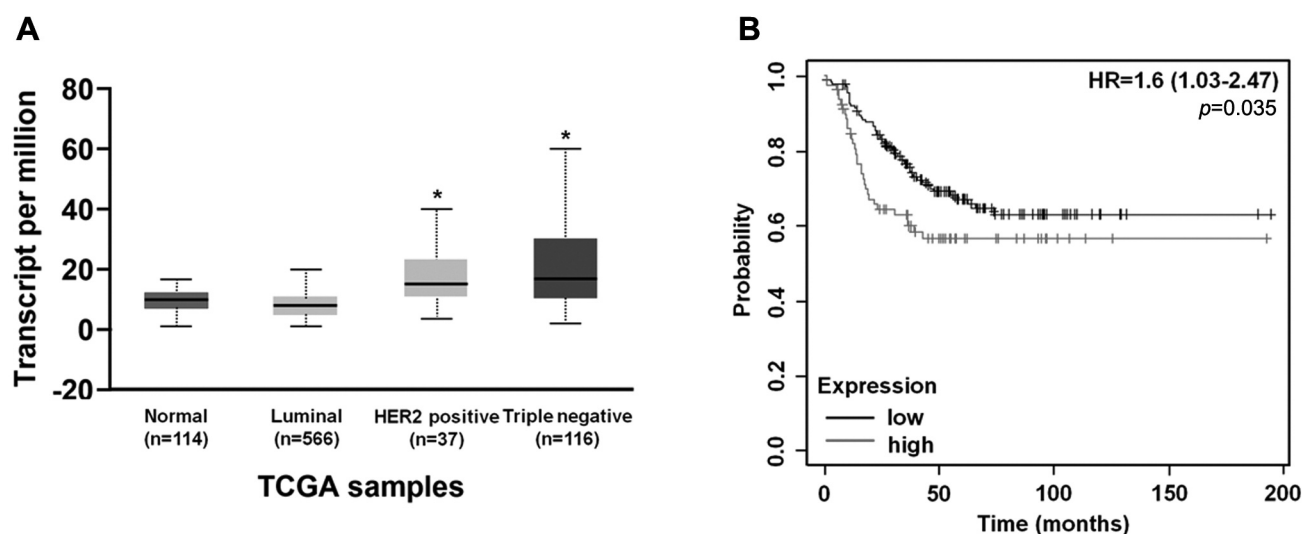 A
80
60
40
20
0
-20
Transcript per million
*
*
Normal
(n=114)
Luminal
(n=566)
HER2 positive
(n=37)
Triple negative
(n=116)
TCGA samples
B
HR=1.6 (1.03-2.47)
p=0.035
1.0
0.8
0.6
0.4
0.2
0.0
Probability
Expression
low
high
0
50
100
150
200
Time (months)